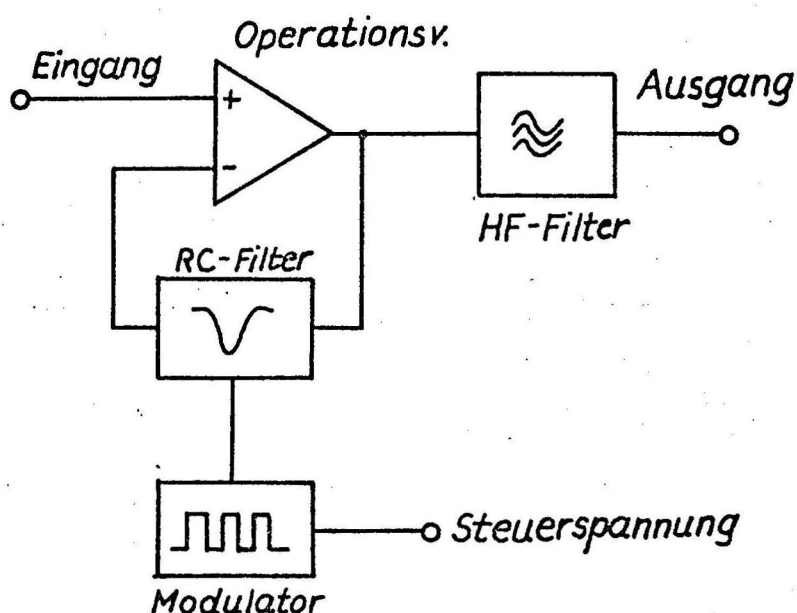 Operationsv.
Eingang
Ausgang
+
-
HF-Filter
RC-Filter
Steuerspannung
Modulator